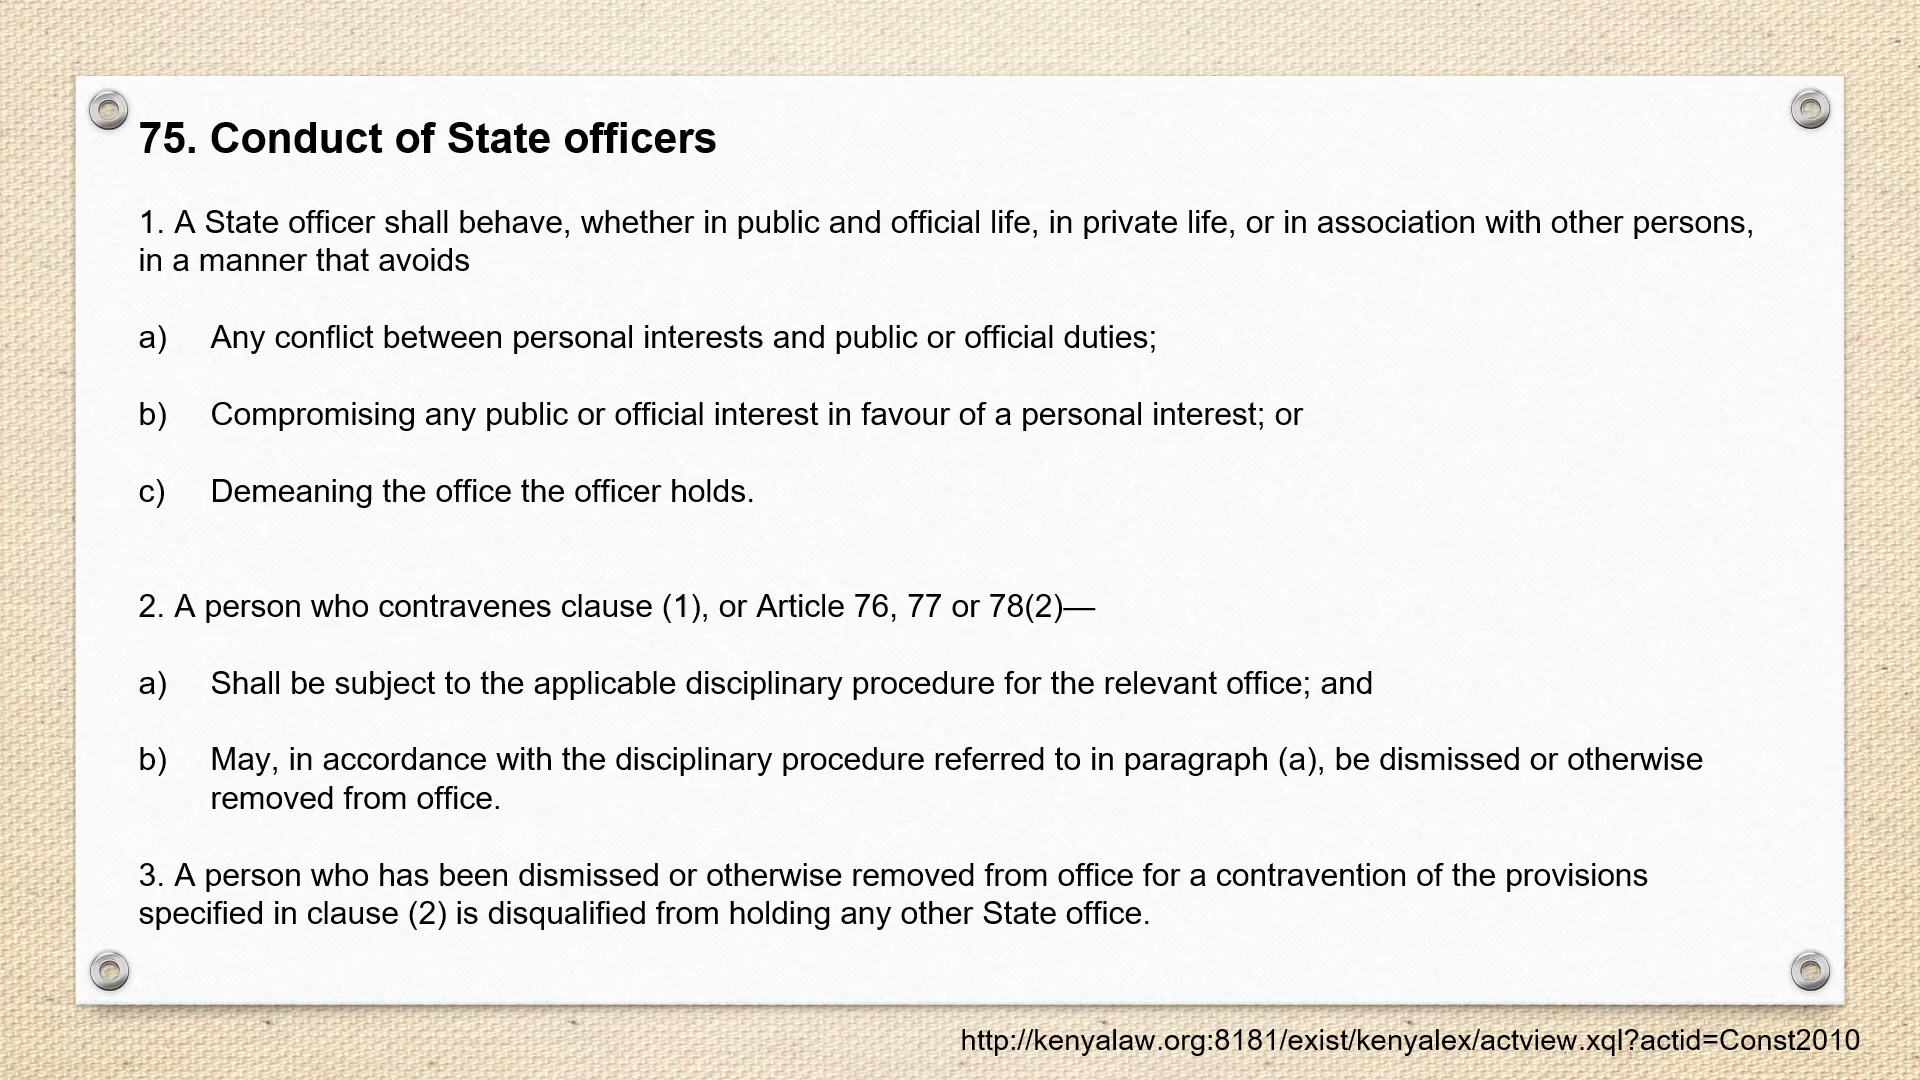 75. Conduct of State officers
1. A State officer shall behave, whether in public and official life, in private life, or in association with other persons,
in a manner that avoids
a) Any conflict between personal interests and public or official duties;
b) Compromising any public or official interest in favour of a personal interest; or
c) Demeaning the office the officer holds.
2. A person who contravenes clause (1), or Article 76, 77 or 78(2)—
a) Shall be subject to the applicable disciplinary procedure for the relevant office; and
b) May, in accordance with the disciplinary procedure referred to in paragraph (a), be dismissed or otherwise
removed from office.
3. A person who has been dismissed or otherwise removed from office for a contravention of the provisions
specified in clause (2) is disqualified from holding any other State office.
http://kenyalaw.org:8181/exist/kenyalex/actview.xql?actid=Const2010